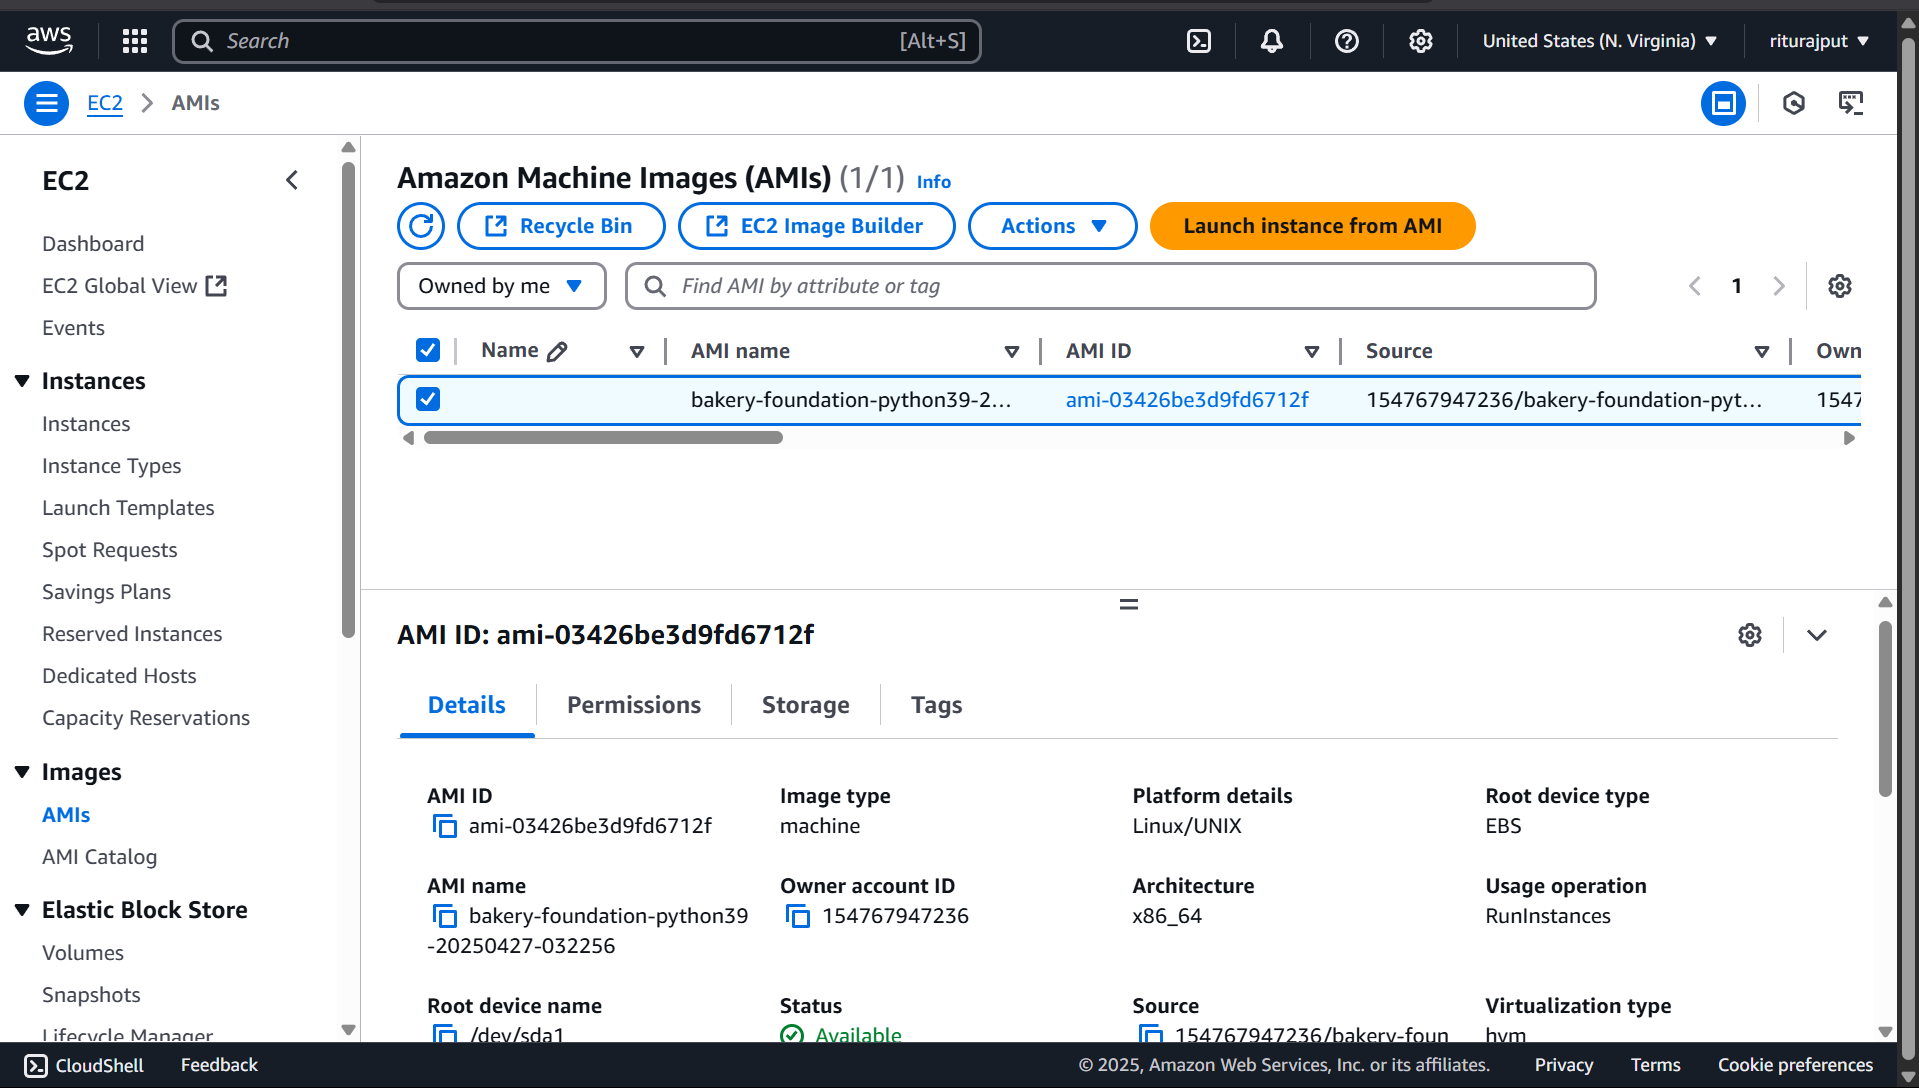 aws
Search [Alt+S]
United States (N. Virginia)
riturajput
EC2 AMIs
EC2
Dashboard
EC2 Global View
Events
Instances
Instances
Instance Types
Launch Templates
Spot Requests
Savings Plans
Reserved Instances
Dedicated Hosts
Capacity Reservations
Images
AMIs
AMI Catalog
Elastic Block Store
Volumes
Snapshots
Lifecycle Manager
Amazon Machine Images (AMIs) (1/1) Info
Recycle Bin
EC2 Image Builder
Actions
Launch instance from AMI
Owned by me
Find AMI by attribute or tag
1
Name AMI name AMI ID Source Own
bakery-foundation-python39-2... ami-03426be3d9fd6712f 154767947236/bakery-foundation-pyt... 1547
AMI ID: ami-03426be3d9fd6712f
Details Permissions Storage Tags
AMI ID
ami-03426be3d9fd6712f
Image type
machine
Platform details
Linux/UNIX
Root device type
EBS
AMI name
bakery-foundation-python39
-20250427-032256
Owner account ID
154767947236
Architecture
x86_64
Usage operation
RunInstances
Root device name
/dev/sda1
Status
Available
Source
154767947236/bakery-foun
Virtualization type
hvm
CloudShell Feedback
© 2025, Amazon Web Services, Inc. or its affiliates. Privacy Terms Cookie preferences